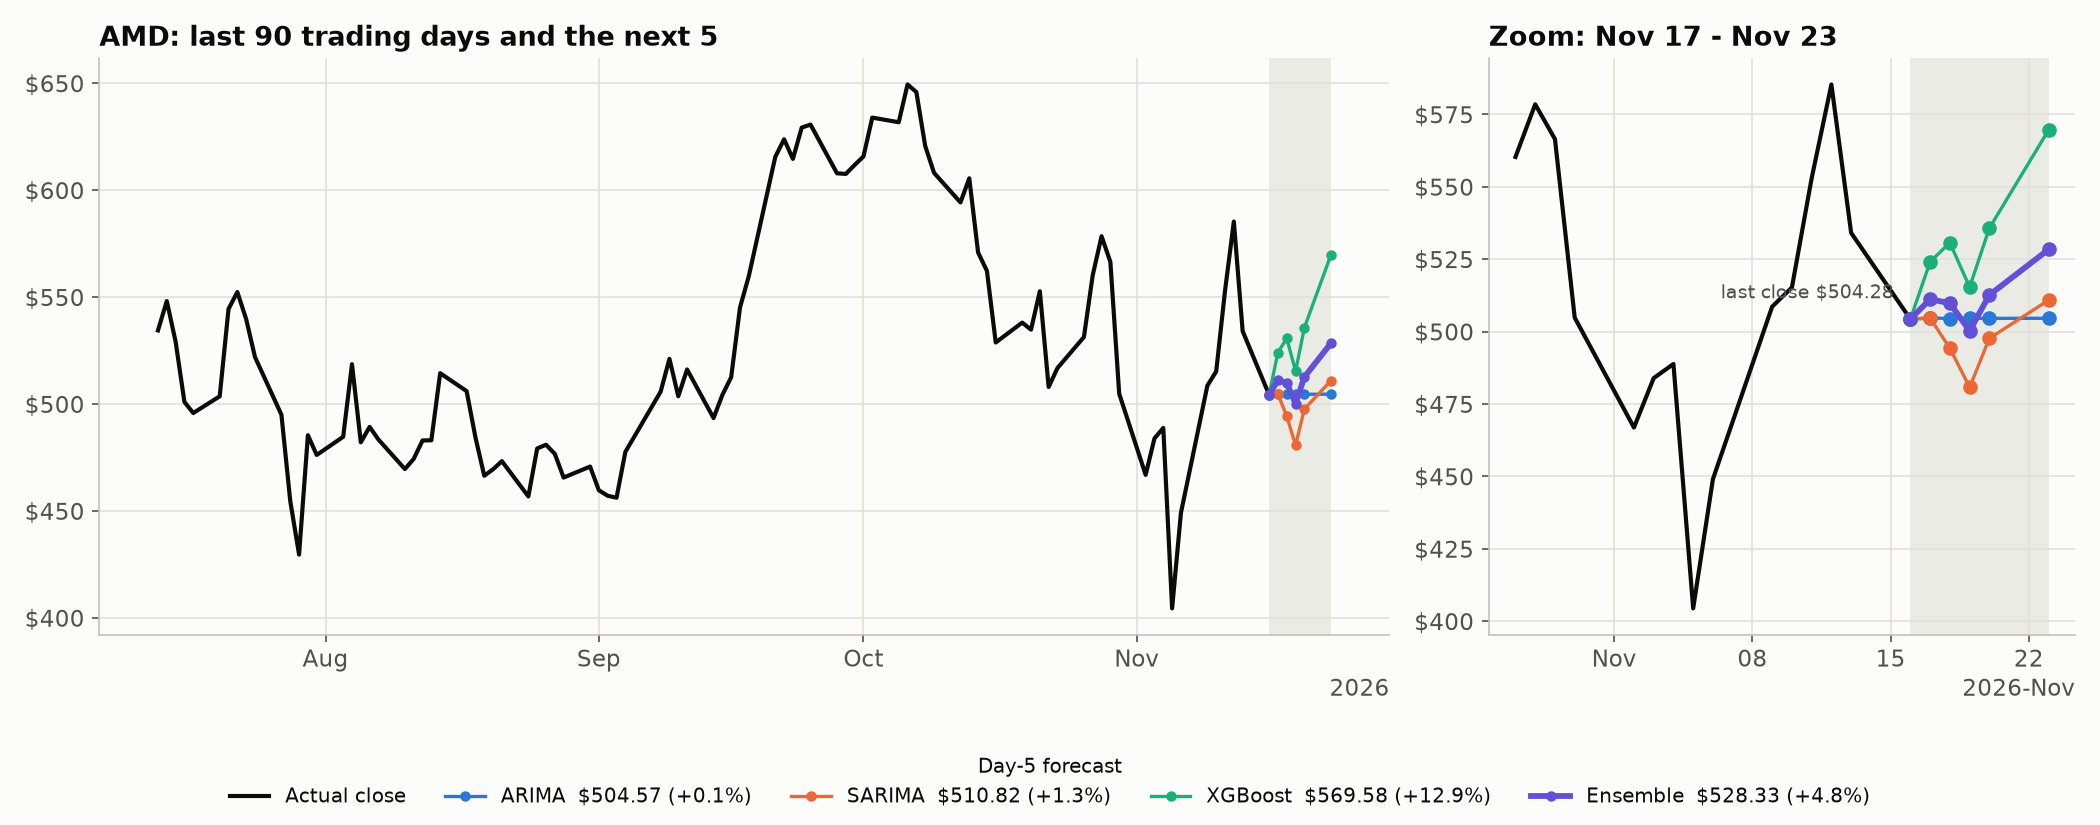 AMD: last 90 trading days and the next 5
$650
$600
$550
$500
$450
$400
Aug Sep Oct Nov
2026
Zoom: Nov 17 - Nov 23
$575
$550
$525
$500
$475
$450
$425
$400
last close $504.28
Nov 08 15 22
2026-Nov
Day-5 forecast
Actual close ARIMA $504.57 (+0.1%) SARIMA $510.82 (+1.3%) XGBoost $569.58 (+12.9%) Ensemble $528.33 (+4.8%)